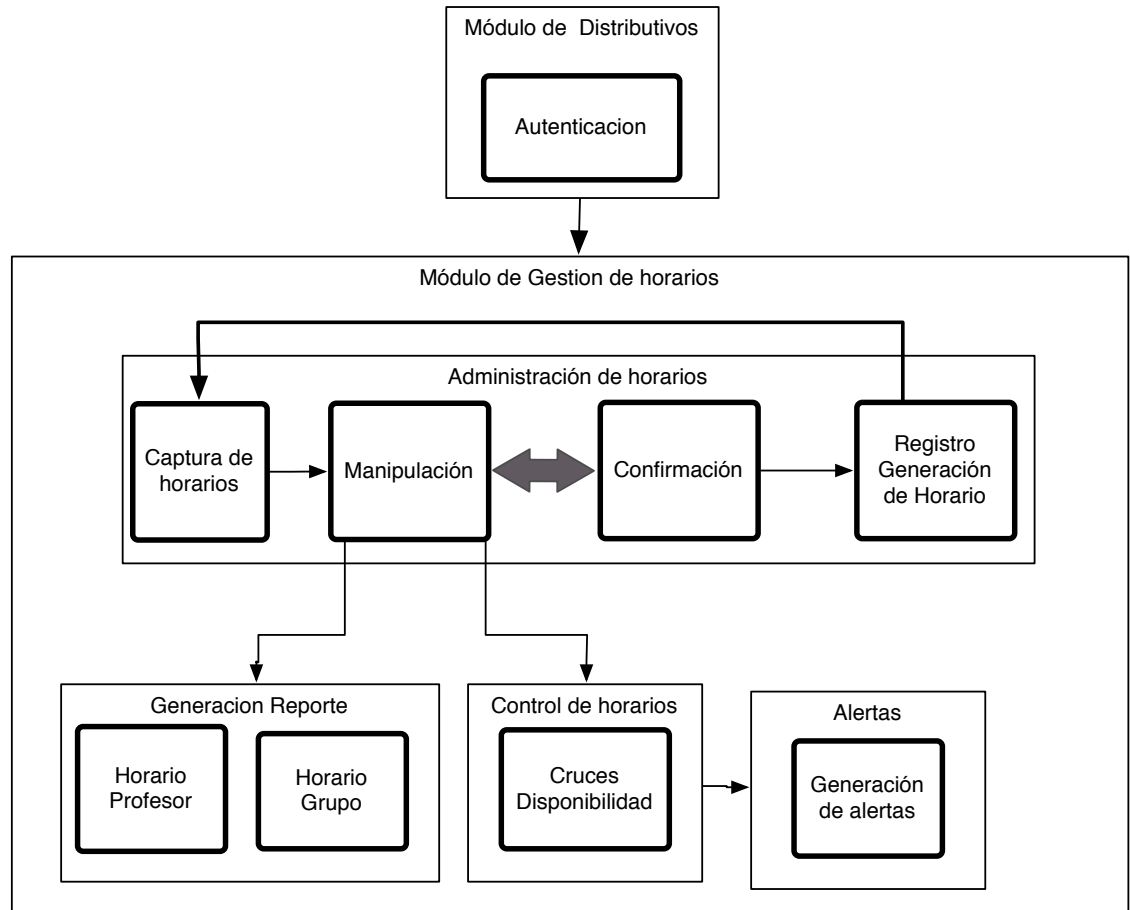 Módulo de Distributivos
Autenticacion
Módulo de Gestion de horarios
Administración de horarios
Captura de
horarios
Manipulación
Confirmación
Registro
Generación
de Horario
Generacion Reporte
Horario
Profesor
Horario
Grupo
Control de horarios
Cruces
Disponibilidad
Alertas
Generación
de alertas